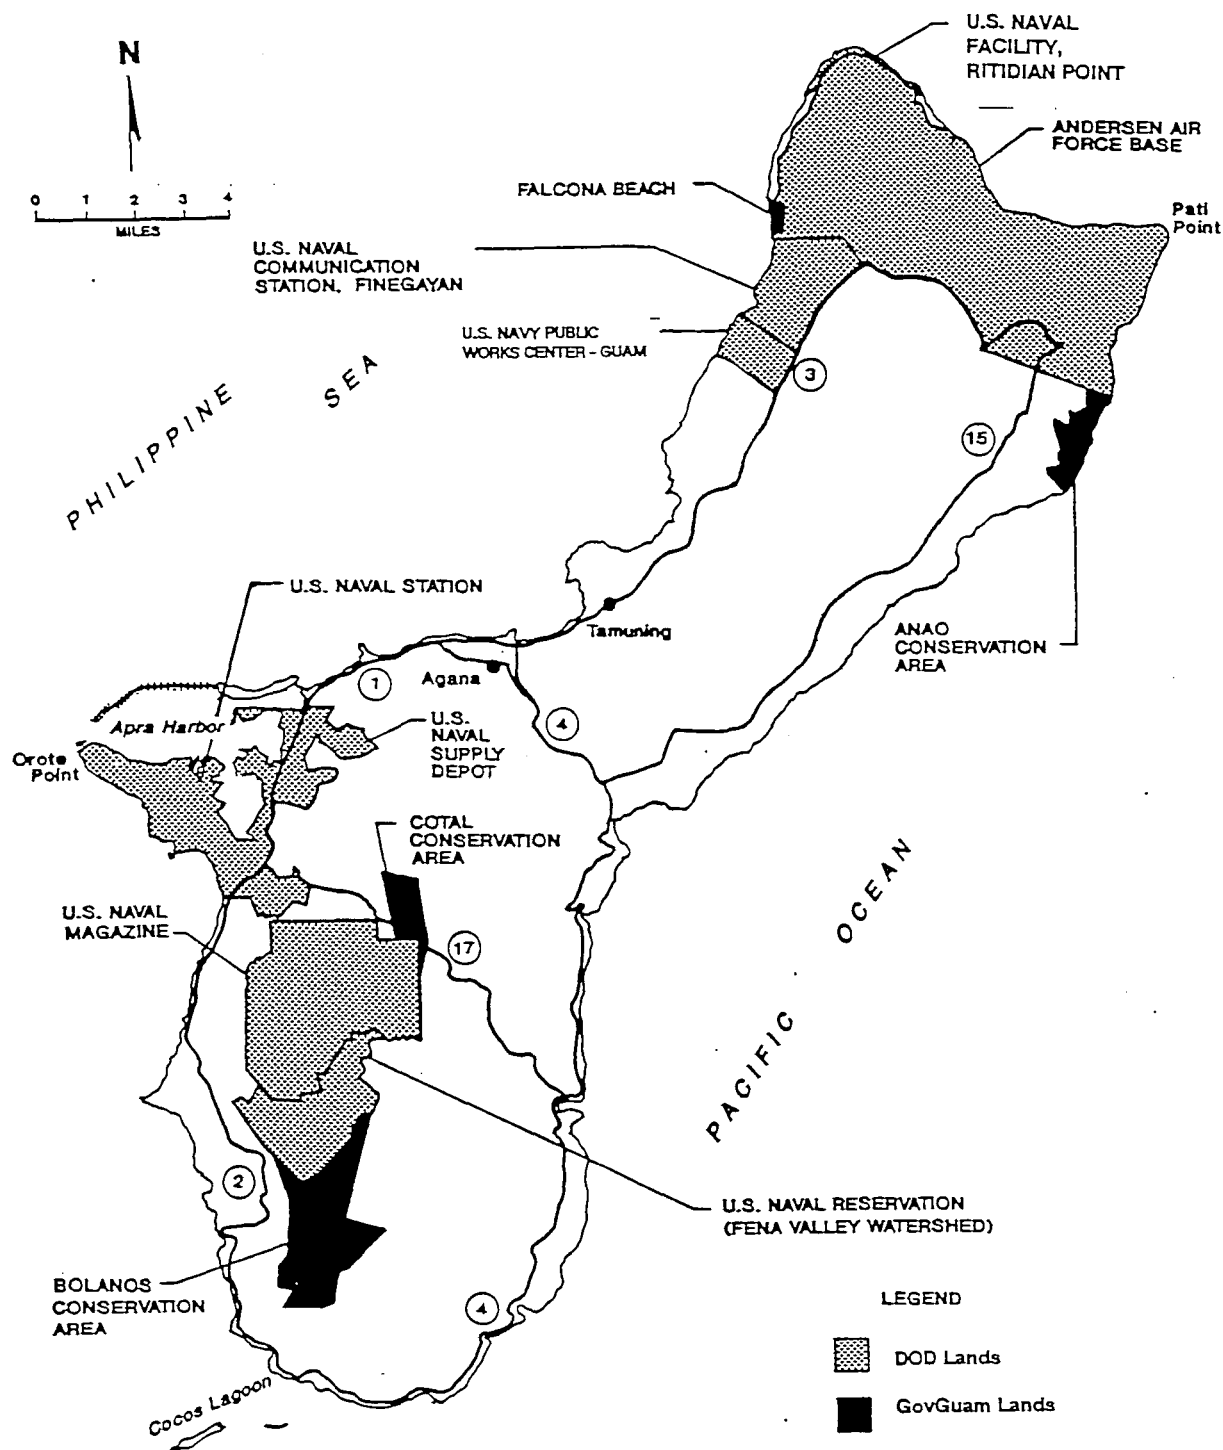 U.S. NAVAL
FACILITY,
RITIDIAN POINT
N
ANDERSEN AIR
FORCE BASE
FALCONA BEACH
0 1 2 3 4
MILES
Pati
Point
U.S. NAVAL
COMMUNICATION
STATION, FINEGAYAN
U.S. NAVY PUBLIC
WORKS CENTER - GUAM
3
PHILIPPINE SEA
15
U.S. NAVAL STATION
Tamuning
ANAO
CONSERVATION
AREA
Agana
1
4
Apra Harbor
U.S.
NAVAL
SUPPLY
DEPOT
Orote
Point
COTAL
CONSERVATION
AREA
PACIFIC OCEAN
U.S. NAVAL
MAGAZINE
17
2
U.S. NAVAL RESERVATION
(FENA VALLEY WATERSHED)
BOLANOS
CONSERVATION
AREA
4
LEGEND
DOD Lands
GovGuam Lands
Cocos Lagoon